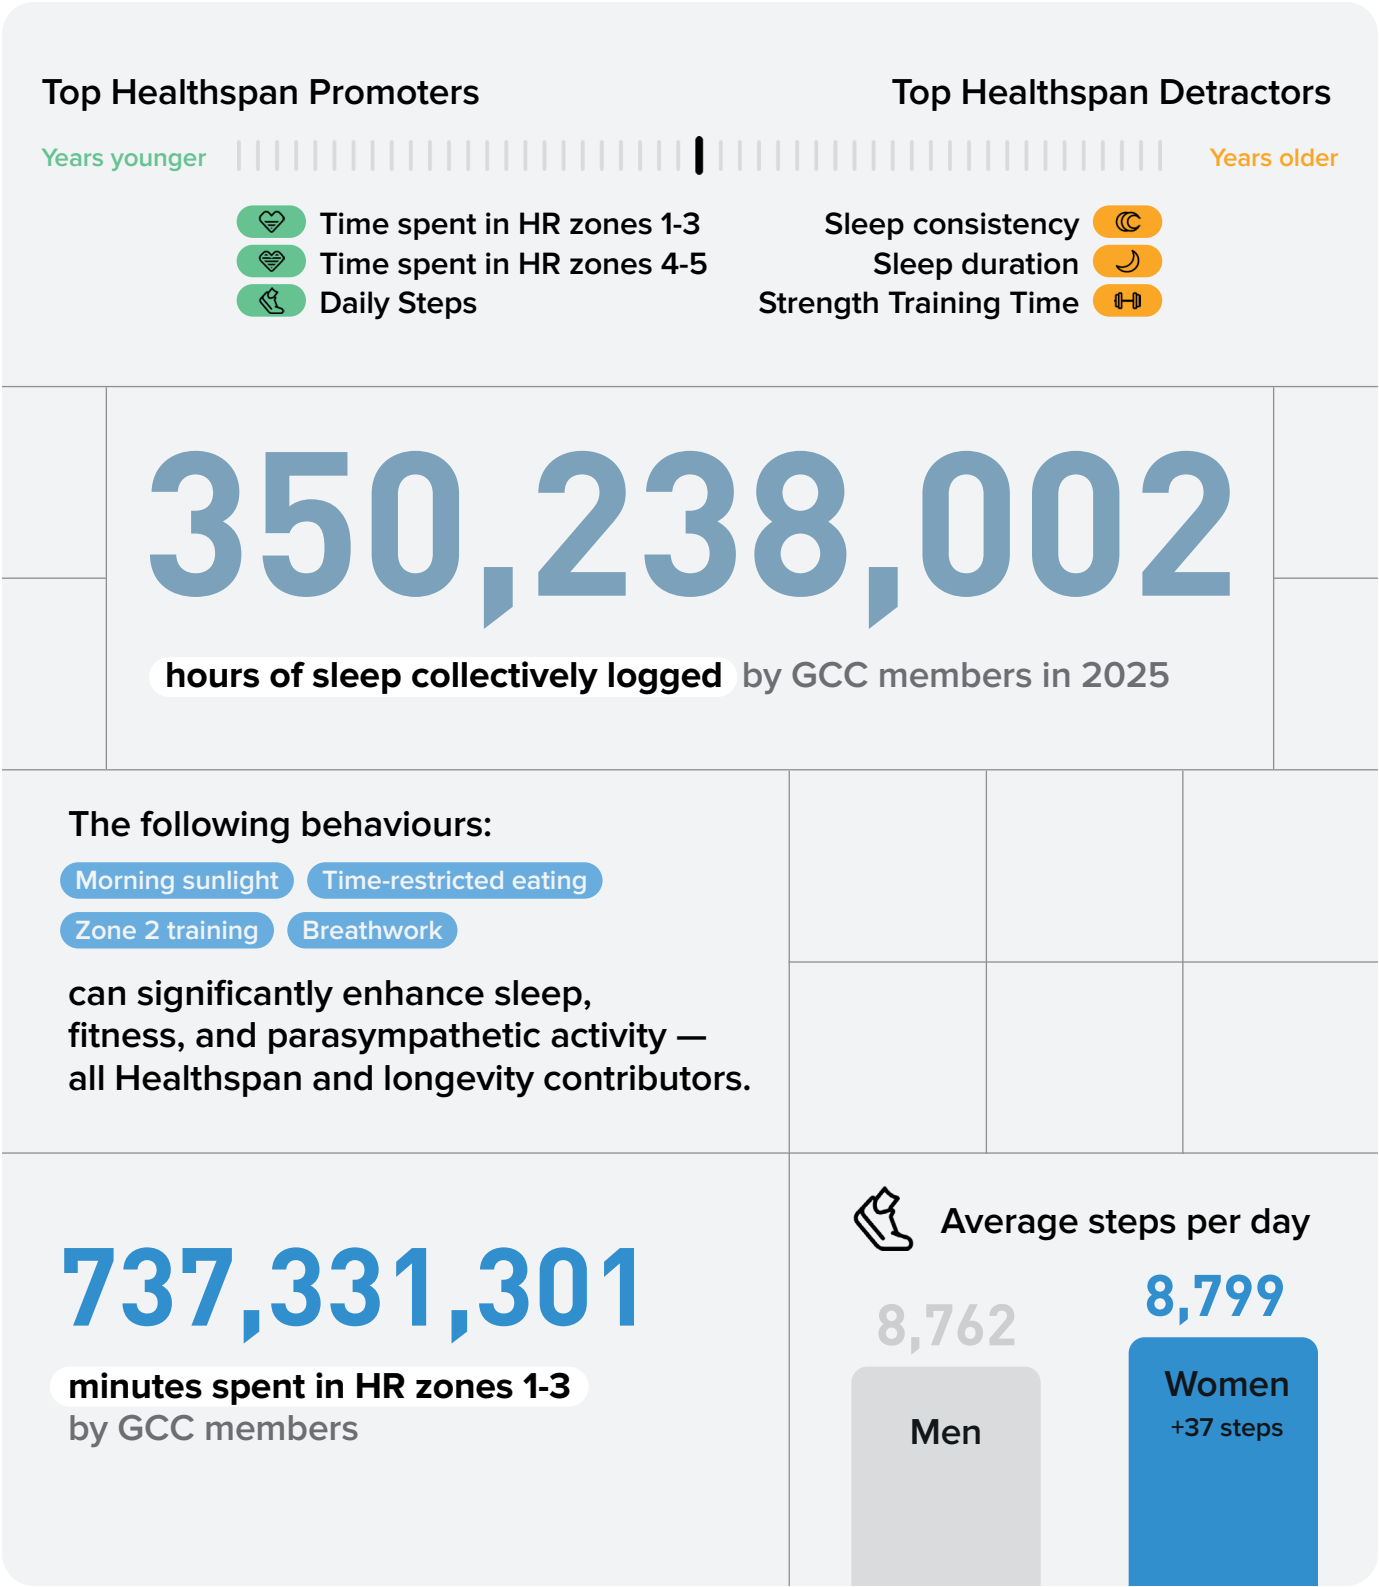 Top Healthspan Promoters
Top Healthspan Detractors
Years younger
Years older
Time spent in HR zones 1-3
Time spent in HR zones 4-5
Daily Steps
Sleep consistency
Sleep duration
Strength Training Time
350,238,002
hours of sleep collectively logged by GCC members in 2025
The following behaviours:
Morning sunlight Time-restricted eating
Zone 2 training Breathwork
can significantly enhance sleep,
fitness, and parasympathetic activity —
all Healthspan and longevity contributors.
737,331,301
minutes spent in HR zones 1-3
by GCC members
Average steps per day
8,762
Men
8,799
Women
+37 steps